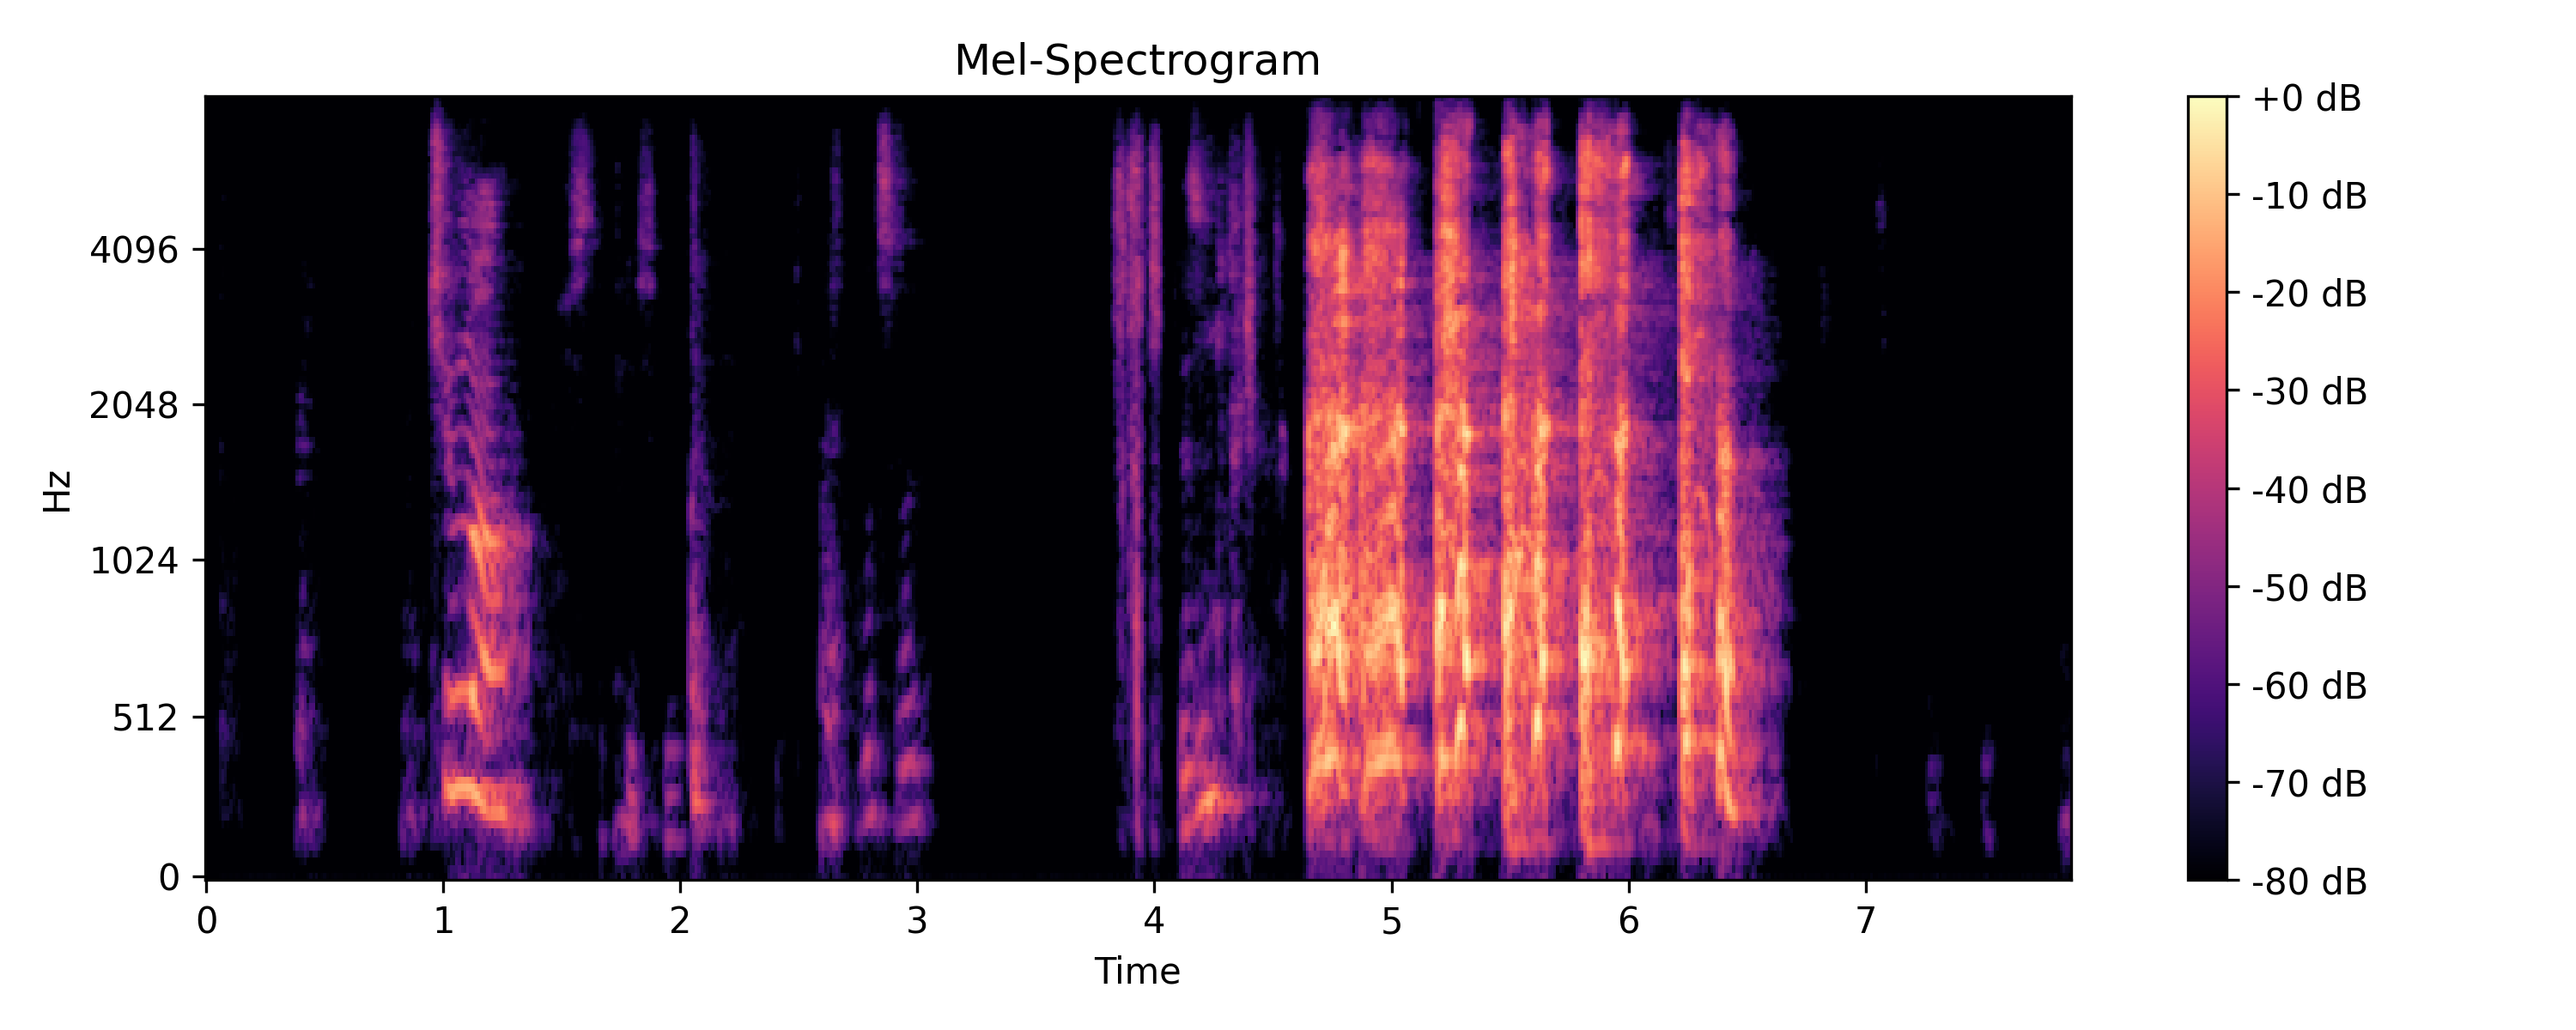 Mel-Spectrogram
Hz
4096
2048
1024
512
0
0 1 2 3 4 5 6 7
Time
+0 dB
-10 dB
-20 dB
-30 dB
-40 dB
-50 dB
-60 dB
-70 dB
-80 dB